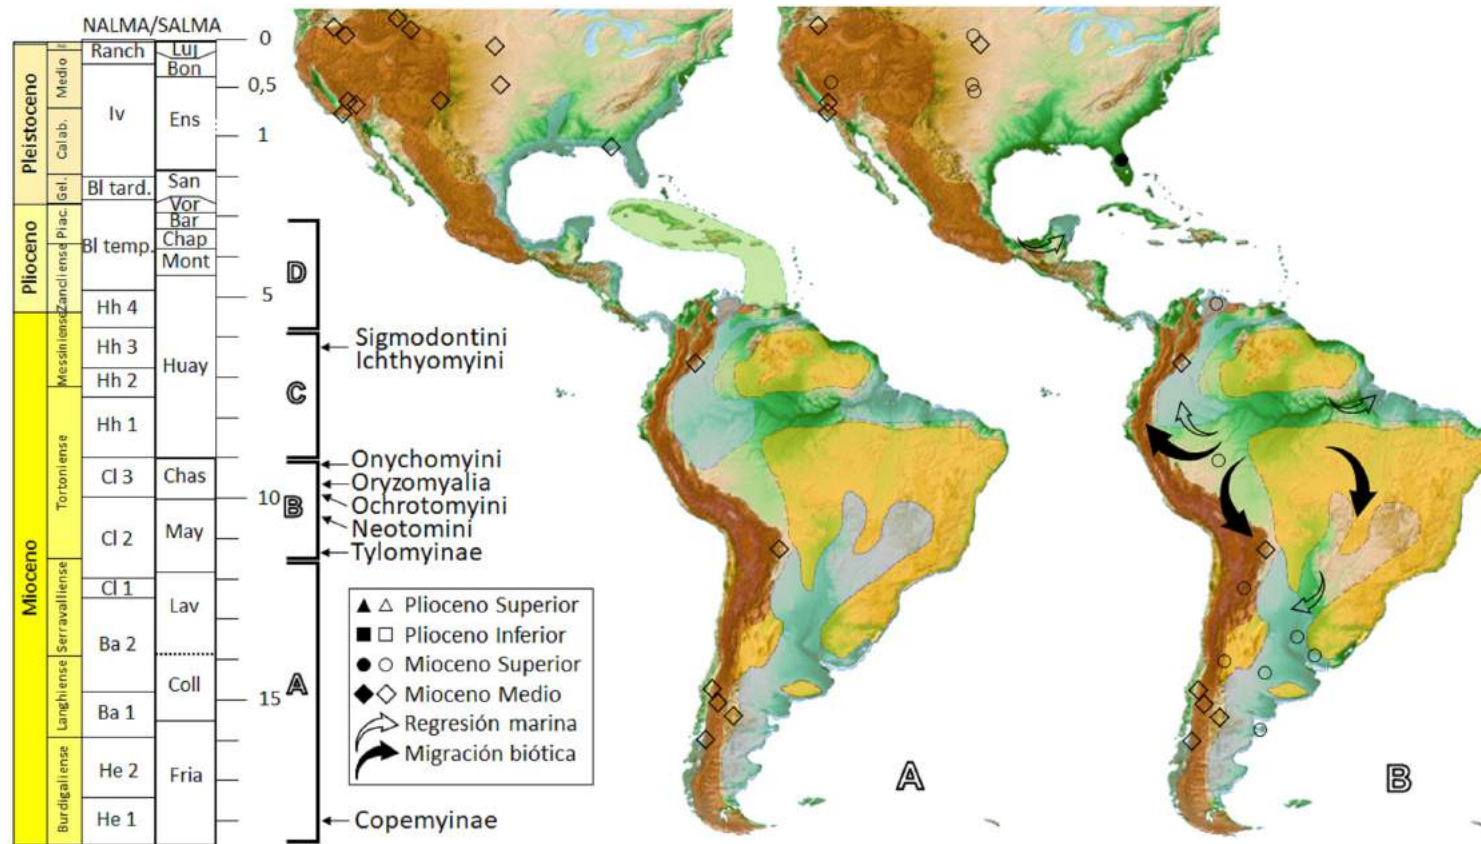 NALMA/SALMA
Pleistoceno
Plioceno
Mioceno
Medio
Calab.
Gel.
Piac.
Zancliense
Messiniense
Tortoniense
Serravalliense
Langhiense
Burdigaliense
Ranch
Iv
Bl tard.
Bl temp.
Hh 4
Hh 3
Hh 2
Hh 1
Cl 3
Cl 2
Cl 1
Ba 2
Ba 1
He 2
He 1
Luj
Bon
Ens
San
Vor
Bar
Chap
Mont
Huay
Chas
May
Lav
Coll
Fria
0
0,5
1
5
10
15
D
C
B
A
Sigmodontini
Ichthyomyini
Onychomyini
Oryzomyalia
Ochrotomyini
Neotomini
Tylomyinae
Copemyinae
Plioceno Superior
Plioceno Inferior
Mioceno Superior
Mioceno Medio
Regresión marina
Migración biótica
A
B